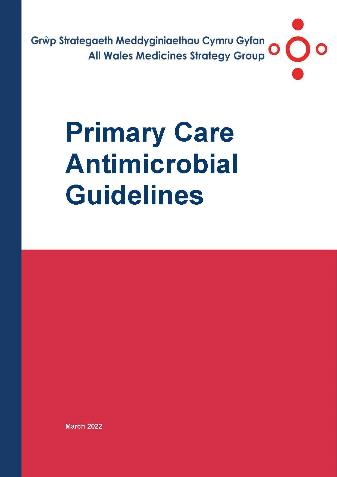 Grŵp Strategaeth Meddyginiaethau Cymru Gyfan
All Wales Medicines Strategy Group
Primary Care
Antimicrobial
Guidelines
March 2022